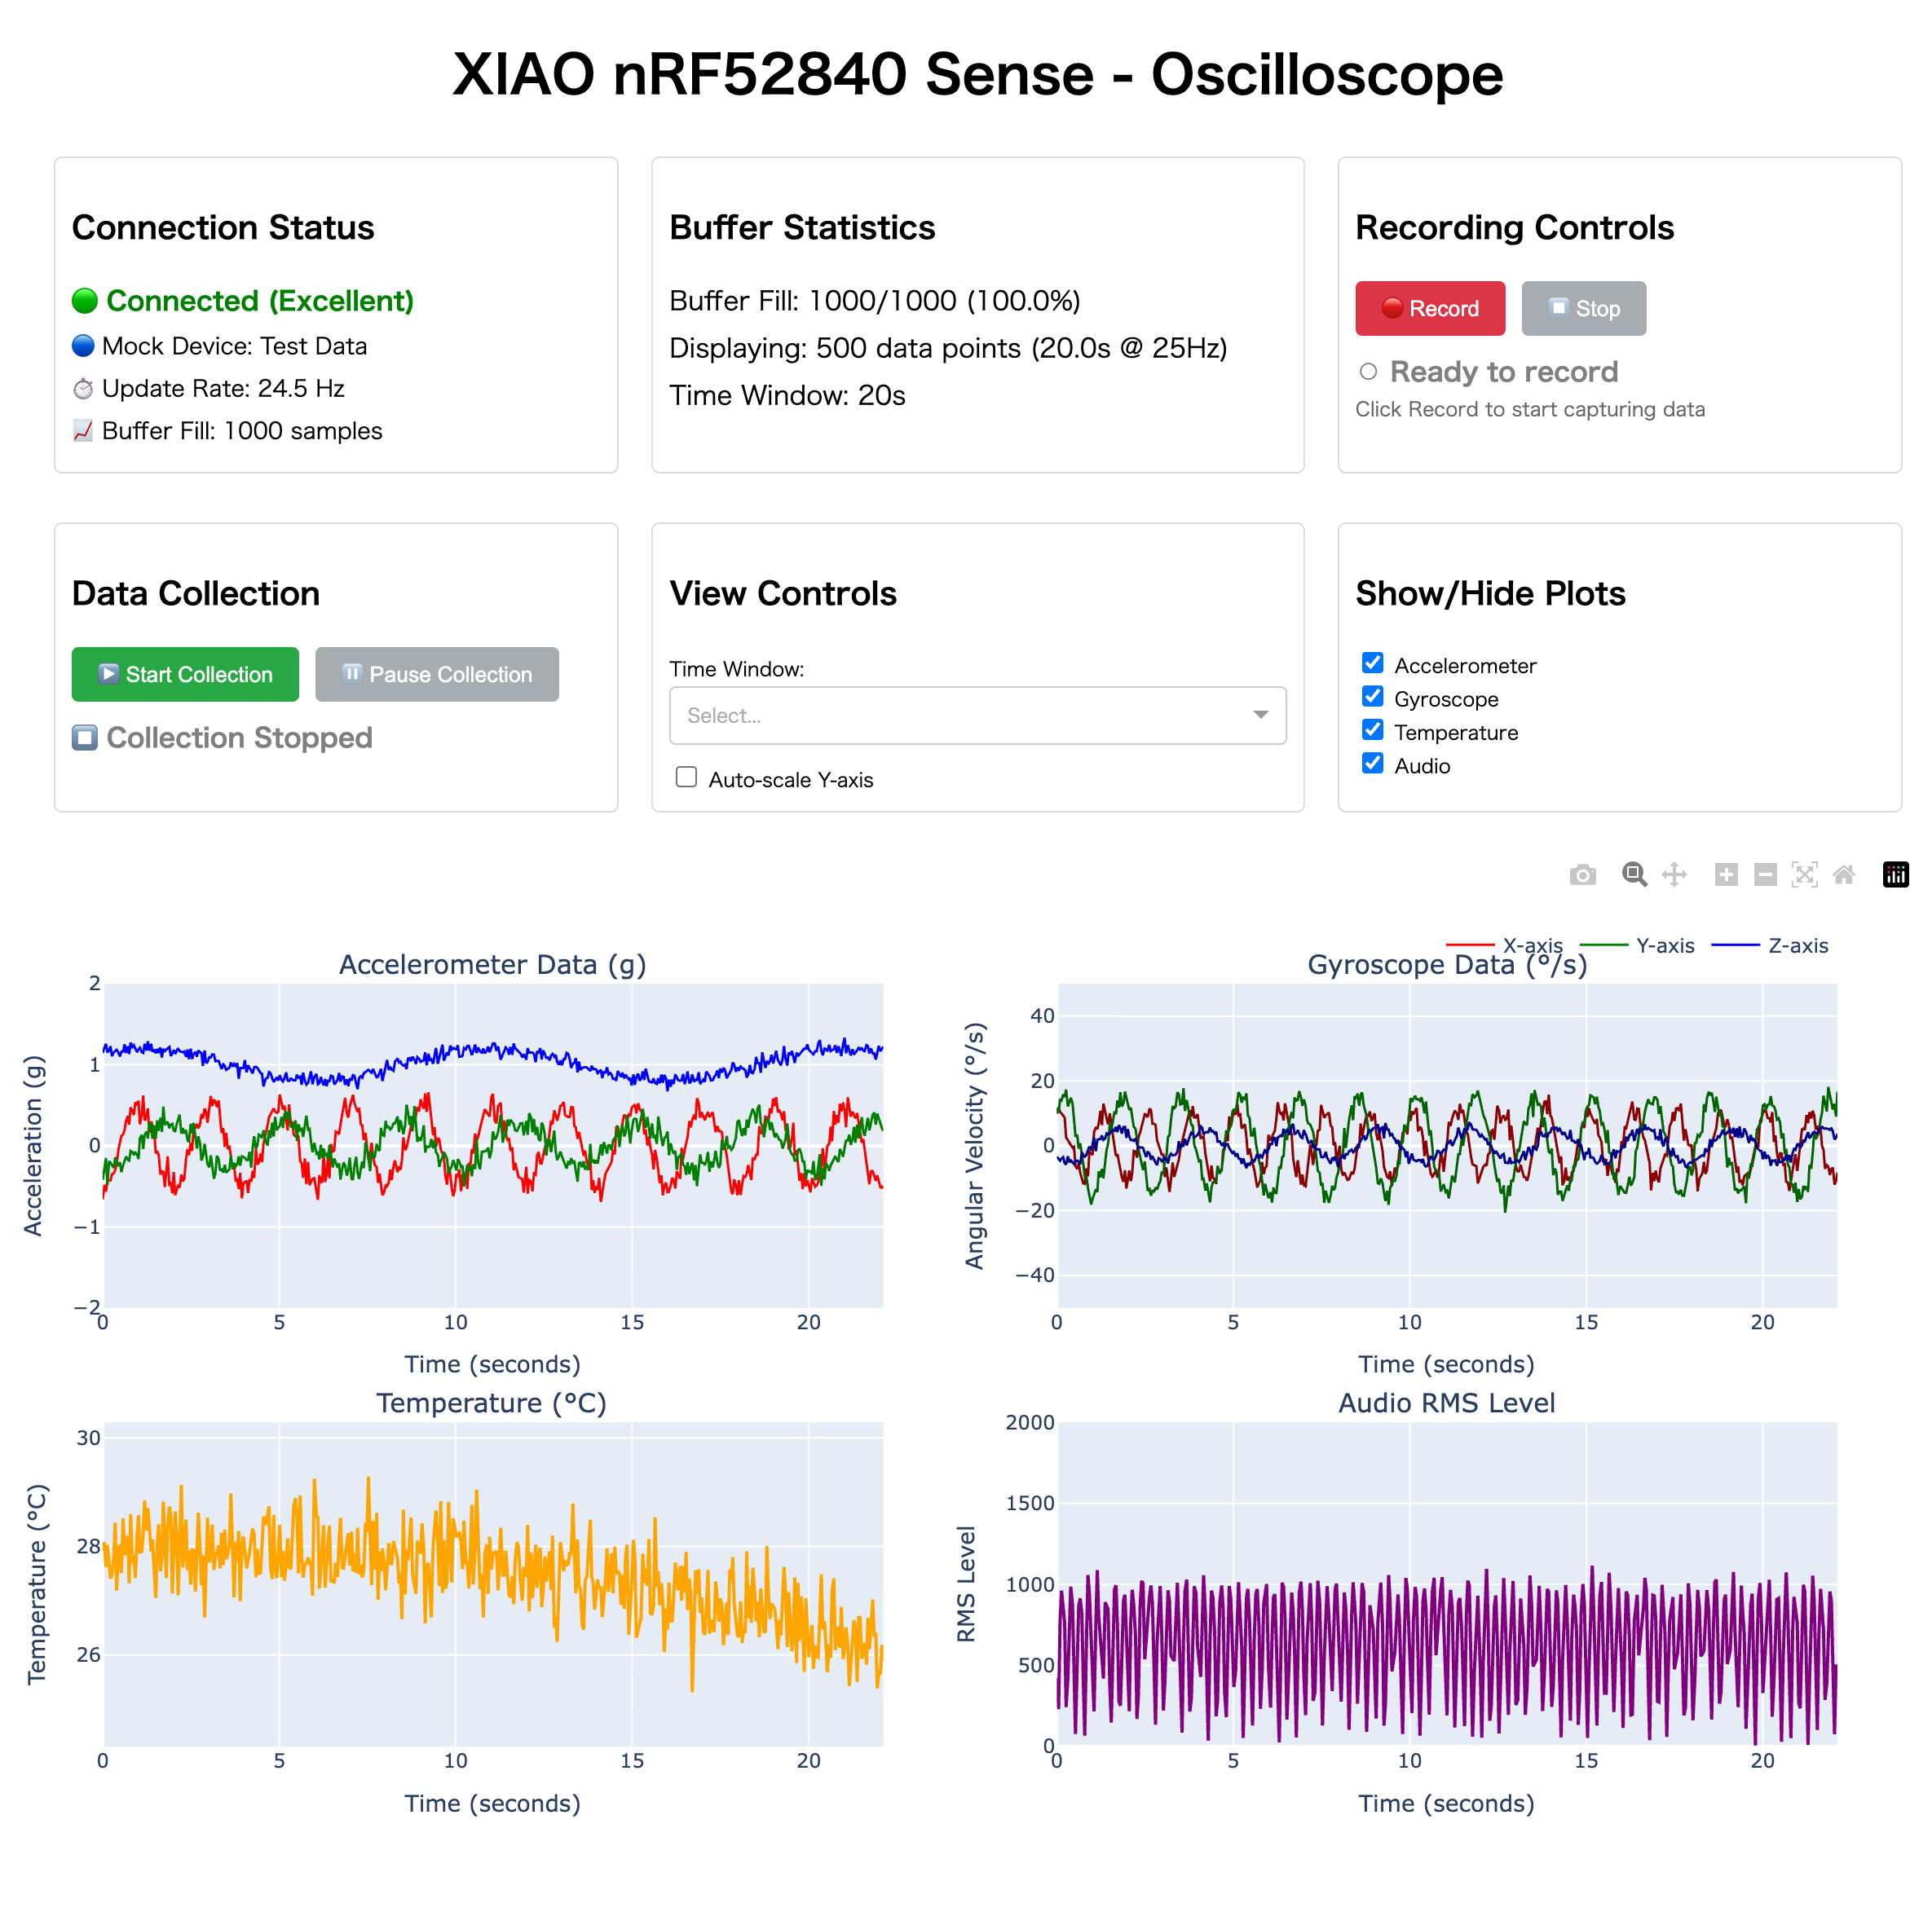 XIAO nRF52840 Sense - Oscilloscope
Connection Status
Connected (Excellent)
Mock Device: Test Data
Update Rate: 24.5 Hz
Buffer Fill: 1000 samples
Buffer Statistics
Buffer Fill: 1000/1000 (100.0%)
Displaying: 500 data points (20.0s @ 25Hz)
Time Window: 20s
Recording Controls
Record
Stop
Ready to record
Click Record to start capturing data
Data Collection
Start Collection
Pause Collection
Collection Stopped
View Controls
Time Window:
Select...
Auto-scale Y-axis
Show/Hide Plots
Accelerometer
Gyroscope
Temperature
Audio
X-axis
Y-axis
Z-axis
Accelerometer Data (g)
Acceleration (g)
2
1
0
−1
−2
0
5
10
15
20
Time (seconds)
Gyroscope Data (°/s)
Angular Velocity (°/s)
40
20
0
−20
−40
0
5
10
15
20
Time (seconds)
Temperature (°C)
Temperature (°C)
30
28
26
0
5
10
15
20
Time (seconds)
Audio RMS Level
RMS Level
2000
1500
1000
500
0
0
5
10
15
20
Time (seconds)